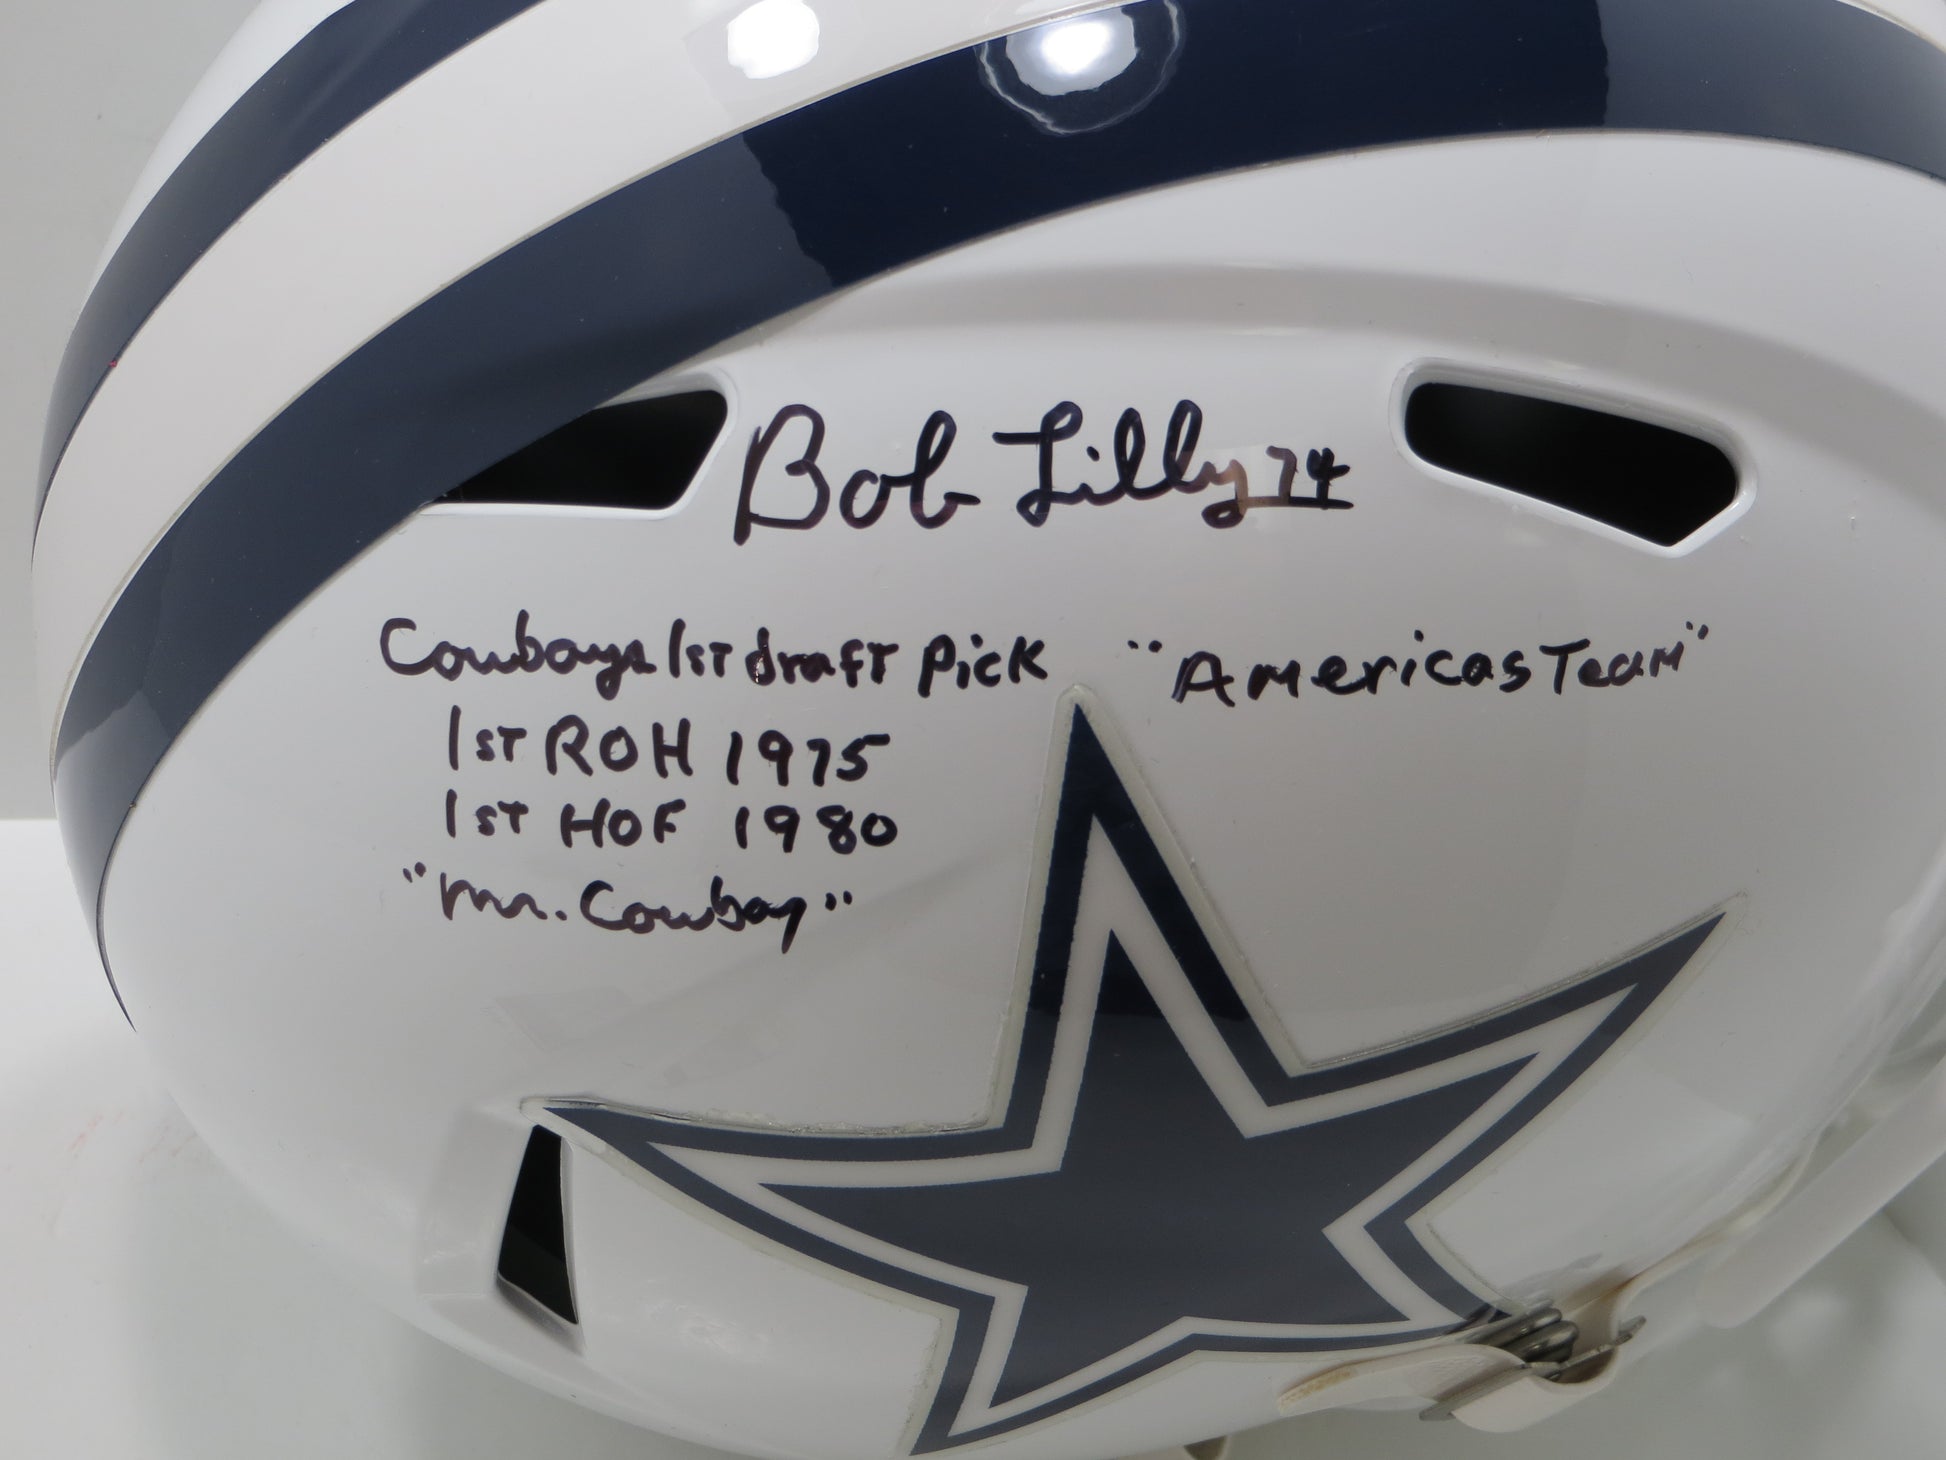 Bob Lilly 74
Cowboys 1ST draft Pick
"Americas Team"
1ST ROH 1975
1ST HOF 1980
"Mr. Cowboy"